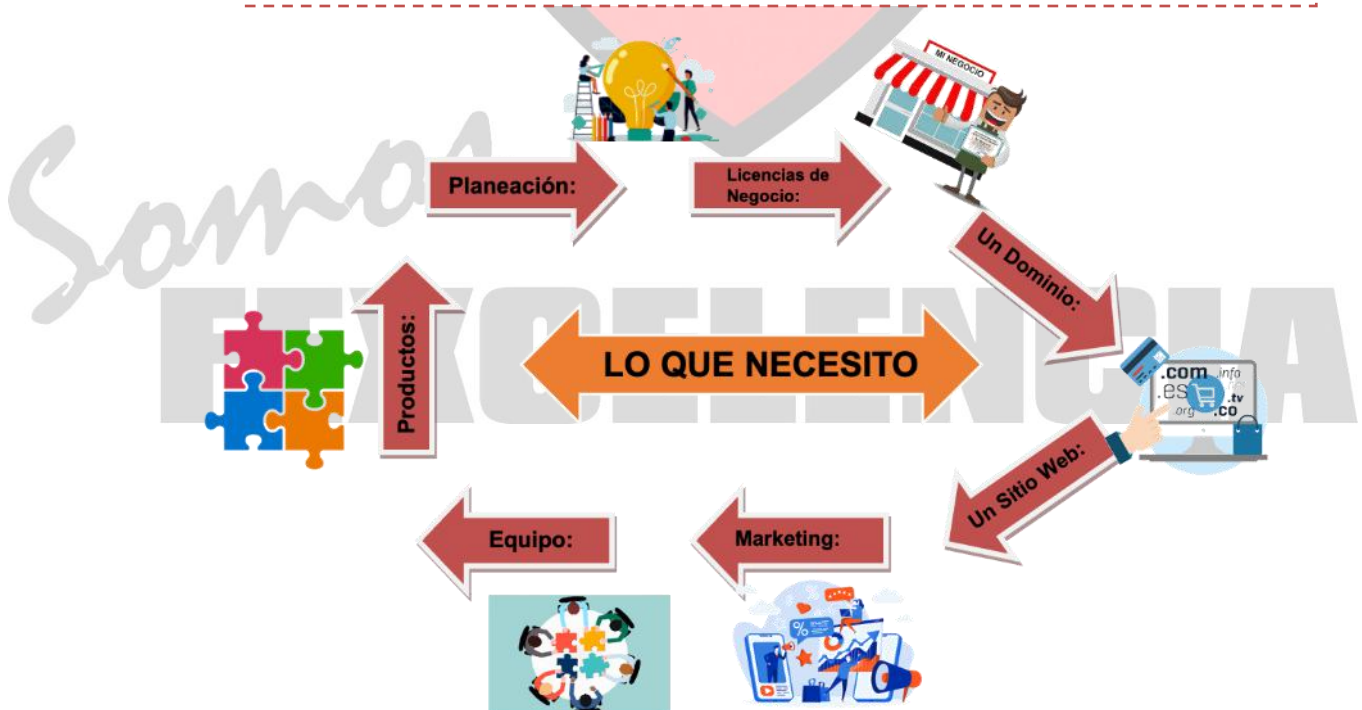 MI NEGOCIO
Planeación:
Licencias de
Negocio:
Un Dominio:
Somos
EEXCELENCIA
Productos:
LO QUE NECESITO
.com .info
.es .tv
.org .co
Un Sitio Web:
Equipo:
Marketing:
%